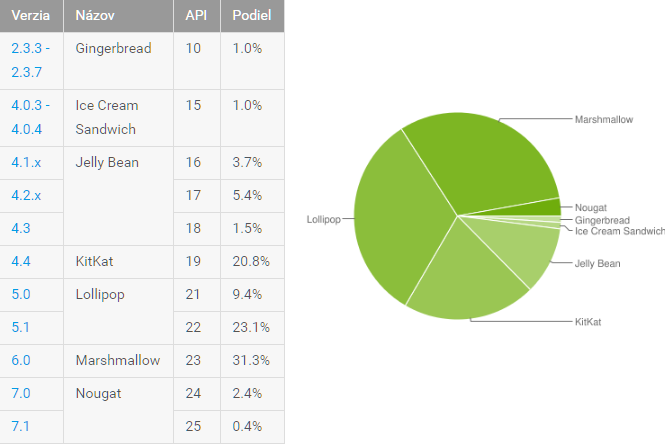 Verzia Názov API Podiel
2.3.3 - Gingerbread 10 1.0%
2.3.7
4.0.3 - Ice Cream 15 1.0%
4.0.4 Sandwich
4.1.x Jelly Bean 16 3.7%
4.2.x 17 5.4%
4.3 18 1.5%
4.4 KitKat 19 20.8%
5.0 Lollipop 21 9.4%
5.1 22 23.1%
6.0 Marshmallow 23 31.3%
7.0 Nougat 24 2.4%
7.1 25 0.4%
Marshmallow
Nougat
Gingerbread
Ice Cream Sandwich
Jelly Bean
KitKat
Lollipop